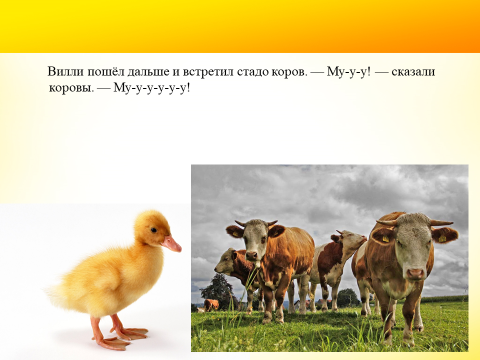 Вилли пошёл дальше и встретил стадо коров. — Му-у-у! — сказали
коровы. — Му-у-у-у-у-у!